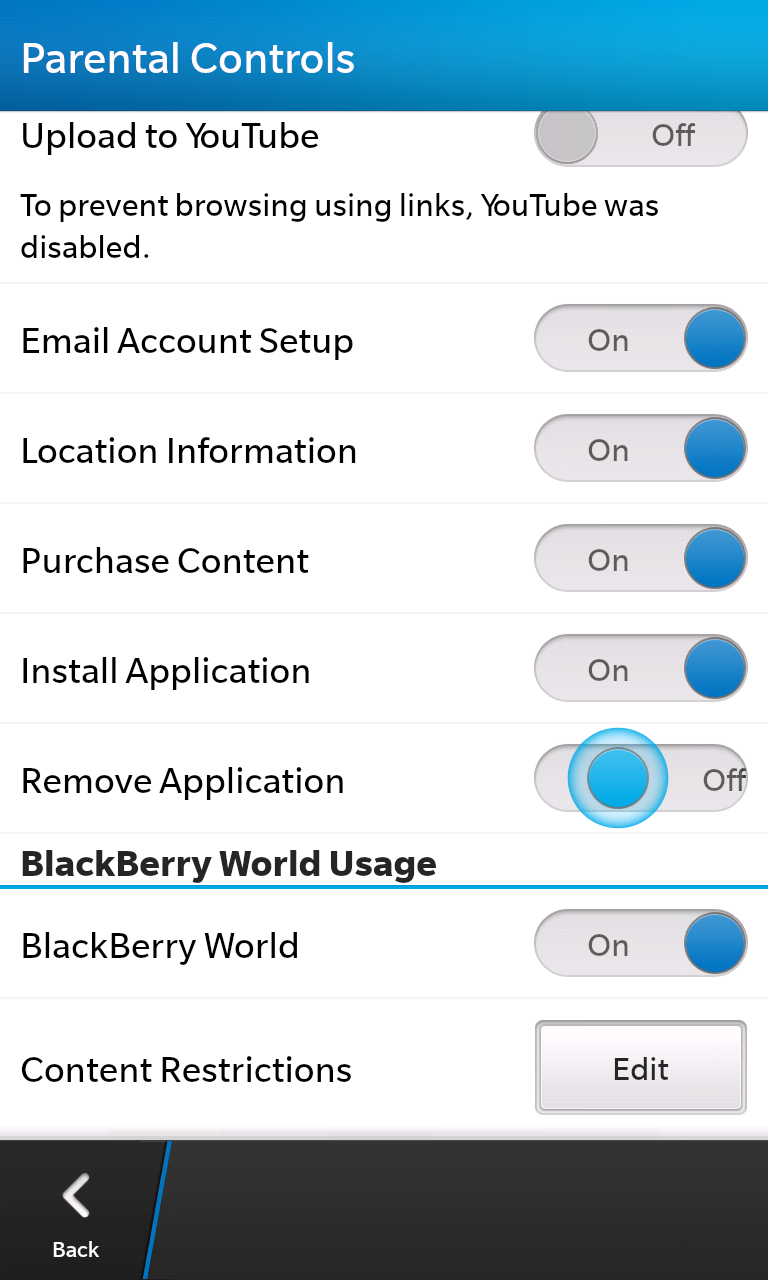 Parental Controls
Upload to YouTube
Off
To prevent browsing using links, YouTube was
disabled.
Email Account Setup
On
Location Information
On
Purchase Content
On
Install Application
On
Remove Application
Off
BlackBerry World Usage
BlackBerry World
On
Content Restrictions
Edit
Back